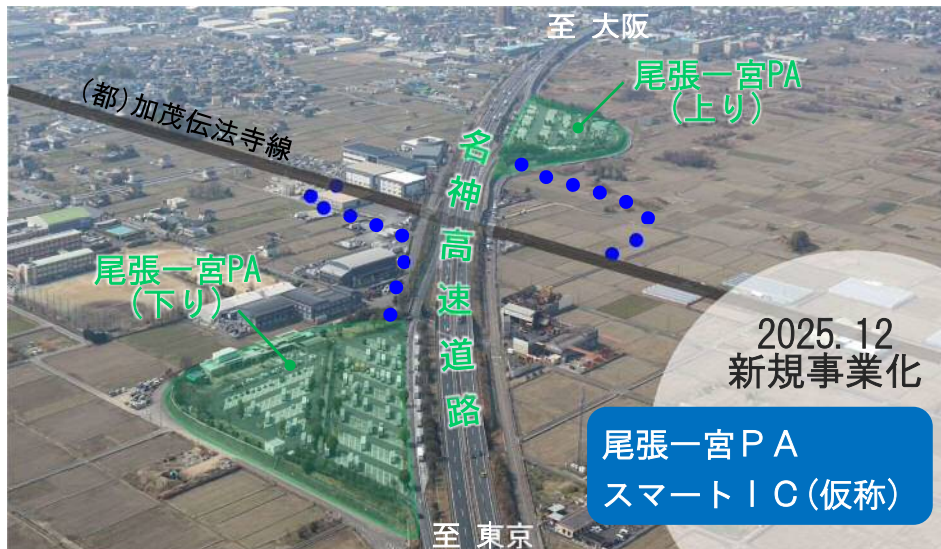 至 大阪
尾張一宮PA
(上り)
(都)加茂伝法寺線
名神高速道路
尾張一宮PA
(下り)
2025.12
新規事業化
尾張一宮ＰＡ
スマートＩＣ(仮称)
至 東京